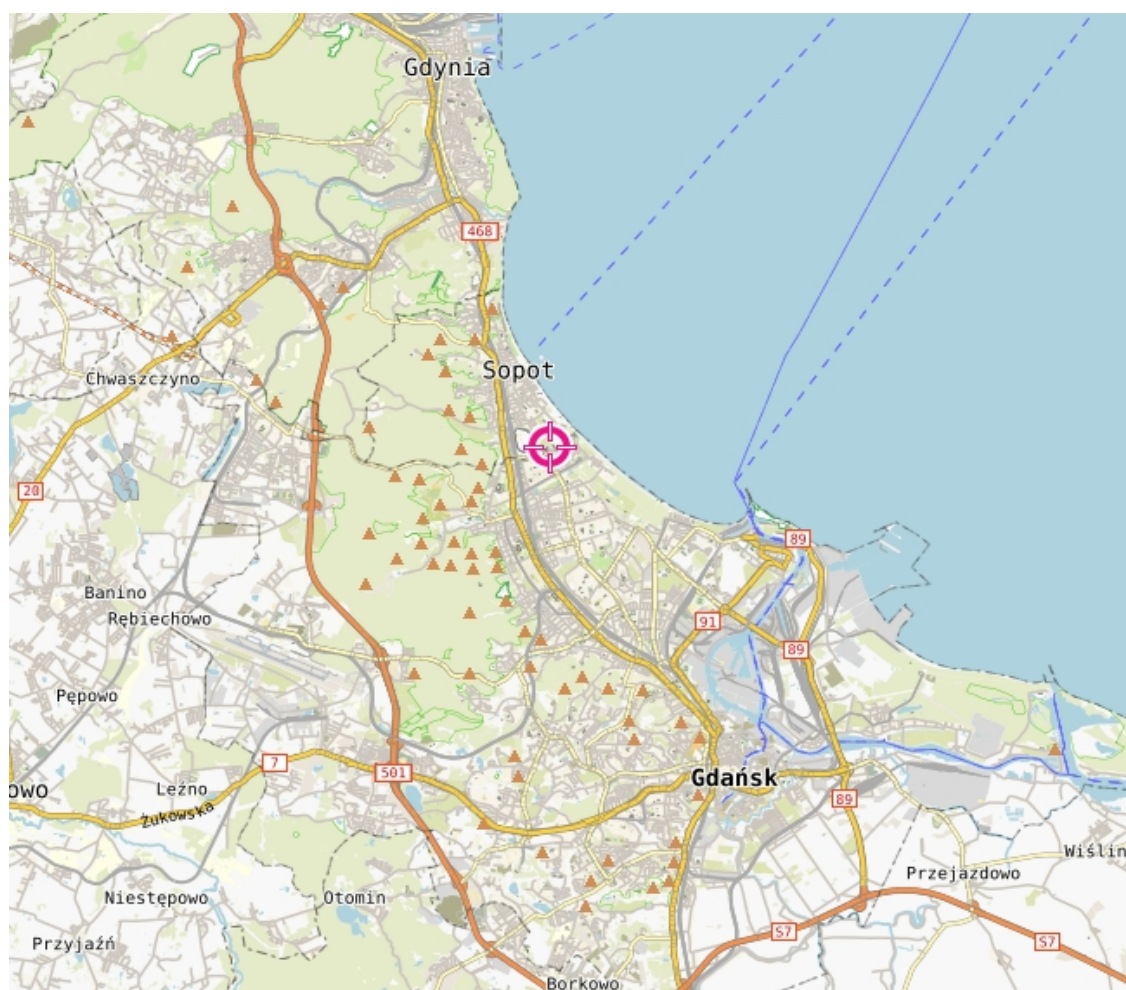 Gdynia
468
Sopot
Chwaszczyno
20
89
Banino
Rębiechowo
91
89
Pępowo
7
501
Gdańsk
owo
Leźno
89
Żukowska
Wiślin
Przejazdowo
Niestępowo
Otomin
S7
S7
Przyjaźń
Borkowo